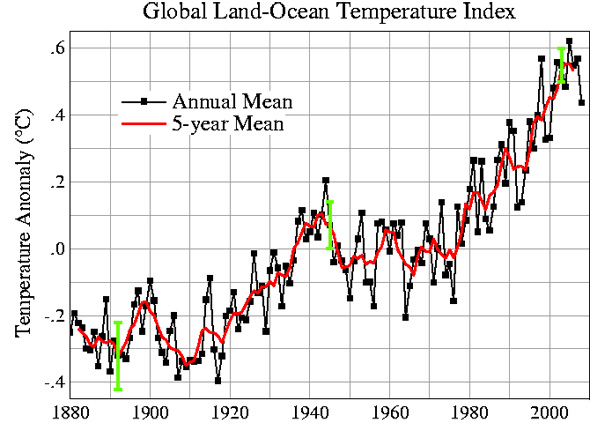 Global Land-Ocean Temperature Index
.6
.4
.2
.0
-.2
-.4
Temperature Anomaly (°C)
Annual Mean
5-year Mean
1880 1900 1920 1940 1960 1980 2000